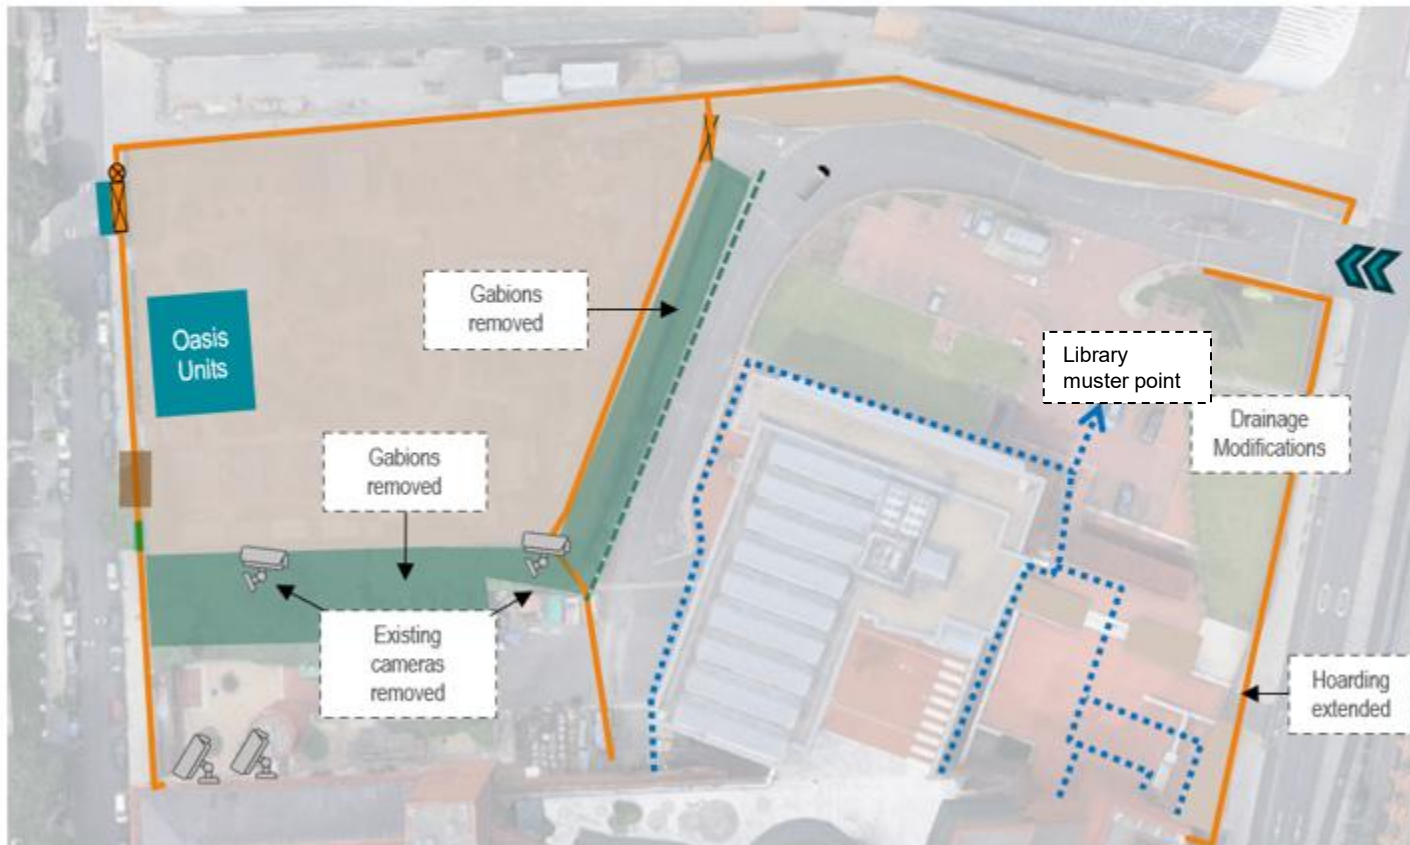 Gabions
removed
Library
muster point
Oasis
Units
Drainage
Modifications
Gabions
removed
Existing
cameras
removed
Hoarding
extended